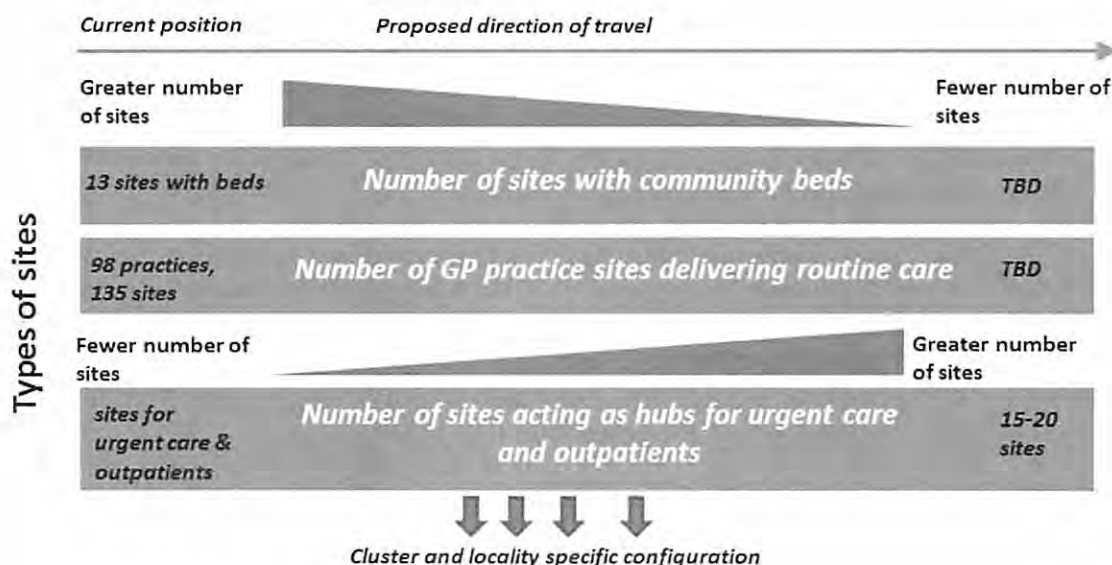 Current position
Proposed direction of travel
Greater number
of sites
Fewer number of
sites
Types of sites
13 sites with beds
Number of sites with community beds
TBD
98 practices,
135 sites
Number of GP practice sites delivering routine care
TBD
Fewer number of
sites
Greater number
of sites
sites for
urgent care &
outpatients
Number of sites acting as hubs for urgent care
and outpatients
15-20
sites
Cluster and locality specific configuration